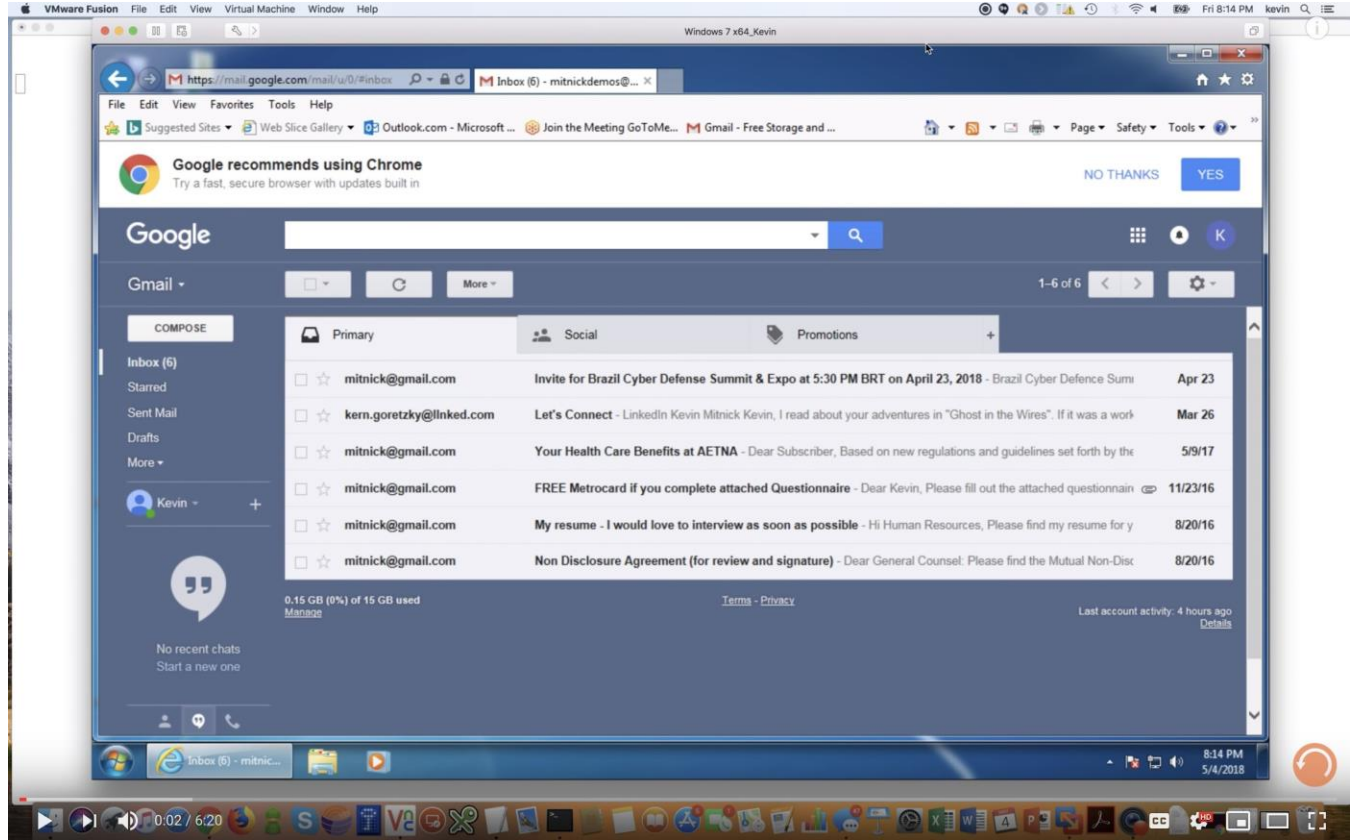 VMware Fusion File Edit View Virtual Machine Window Help Fri 8:14 PM kevin
Windows 7 x64_Kevin
https://mail.google.com/mail/u/0/#inbox Inbox (6) - mitnickdemos@...
File Edit View Favorites Tools Help
Suggested Sites Web Slice Gallery Outlook.com - Microsoft ... Join the Meeting GoToMe... Gmail - Free Storage and ... Page Safety Tools
Google recommends using Chrome
Try a fast, secure browser with updates built in
NO THANKS YES
Google K
Gmail More 1–6 of 6
COMPOSE Primary Social Promotions +
Inbox (6)
Starred
Sent Mail
Drafts
More
Kevin +
mitnick@gmail.com Invite for Brazil Cyber Defense Summit & Expo at 5:30 PM BRT on April 23, 2018 - Brazil Cyber Defence Sum Apr 23
kern.goretzky@llnked.com Let's Connect - LinkedIn Kevin Mitnick Kevin, I read about your adventures in "Ghost in the Wires". If it was a work Mar 26
mitnick@gmail.com Your Health Care Benefits at AETNA - Dear Subscriber, Based on new regulations and guidelines set forth by the 5/9/17
mitnick@gmail.com FREE Metrocard if you complete attached Questionnaire - Dear Kevin, Please fill out the attached questionnair 11/23/16
mitnick@gmail.com My resume - I would love to interview as soon as possible - Hi Human Resources, Please find my resume for y 8/20/16
mitnick@gmail.com Non Disclosure Agreement (for review and signature) - Dear General Counsel: Please find the Mutual Non-Disc 8/20/16
0.15 GB (0%) of 15 GB used Terms - Privacy Last account activity: 4 hours ago
Manage Details
No recent chats
Start a new one
Inbox (6) - mitnic... 8:14 PM
5/4/2018
0:02 / 6:20 CC HD